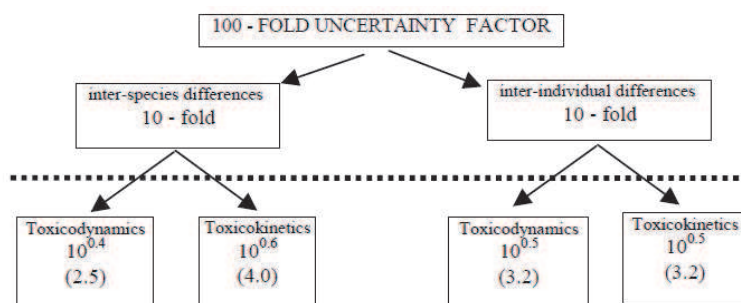 100 - FOLD UNCERTAINTY FACTOR
inter-species differences
10 - fold
inter-individual differences
10 - fold
Toxicodynamics
10^0.4
(2.5)
Toxicokinetics
10^0.6
(4.0)
Toxicodynamics
10^0.5
(3.2)
Toxicokinetics
10^0.5
(3.2)